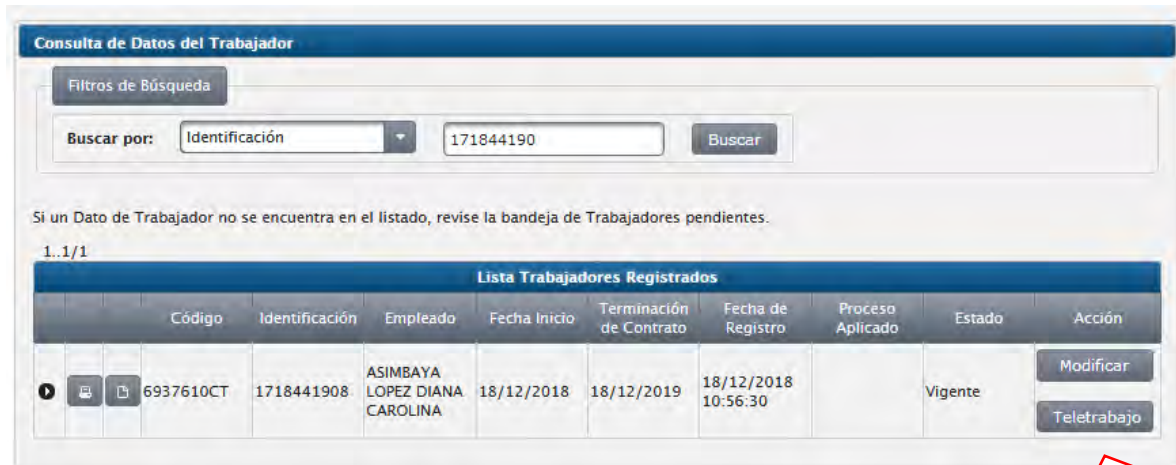 Consulta de Datos del Trabajador
Filtros de Búsqueda
Buscar por: Identificación 171844190 Buscar
Si un Dato de Trabajador no se encuentra en el listado, revise la bandeja de Trabajadores pendientes.
1..1/1
Lista Trabajadores Registrados
Código Identificación Empleado Fecha Inicio Terminación de Contrato Fecha de Registro Proceso Aplicado Estado Acción
6937610CT 1718441908 ASIMBAYA LOPEZ DIANA CAROLINA 18/12/2018 18/12/2019 18/12/2018 10:56:30 Vigente Modificar
Teletrabajo